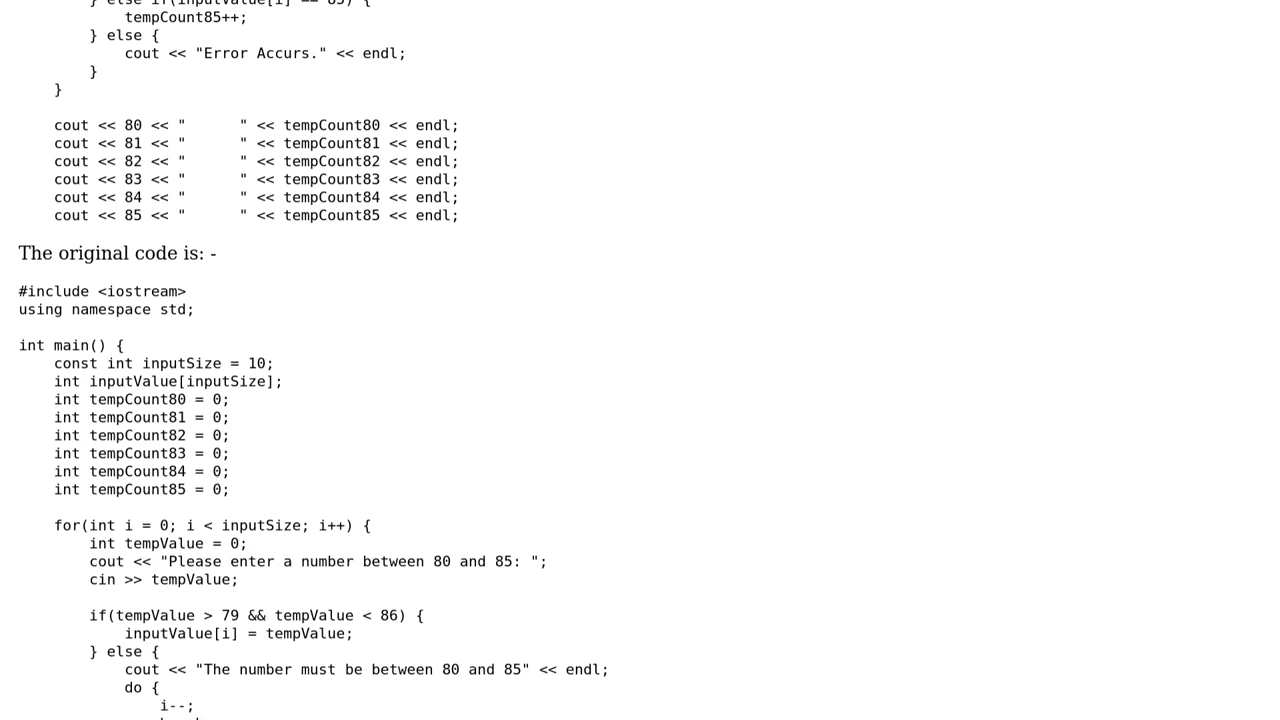 } else if(inputValue[i] == 85) {
tempCount85++;
} else {
cout << "Error Accurs." << endl;
}
}
cout << 80 << "      " << tempCount80 << endl;
cout << 81 << "      " << tempCount81 << endl;
cout << 82 << "      " << tempCount82 << endl;
cout << 83 << "      " << tempCount83 << endl;
cout << 84 << "      " << tempCount84 << endl;
cout << 85 << "      " << tempCount85 << endl;
The original code is: -
#include <iostream>
using namespace std;
int main() {
const int inputSize = 10;
int inputValue[inputSize];
int tempCount80 = 0;
int tempCount81 = 0;
int tempCount82 = 0;
int tempCount83 = 0;
int tempCount84 = 0;
int tempCount85 = 0;
for(int i = 0; i < inputSize; i++) {
int tempValue = 0;
cout << "Please enter a number between 80 and 85: ";
cin >> tempValue;
if(tempValue > 79 && tempValue < 86) {
inputValue[i] = tempValue;
} else {
cout << "The number must be between 80 and 85" << endl;
do {
i--;